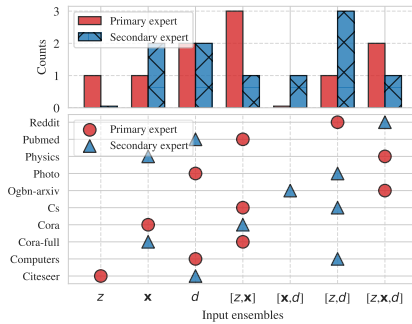 3
2
1
0
Counts
Primary expert
Secondary expert
Reddit
Pubmed
Physics
Photo
Ogbn-arxiv
Cs
Cora
Cora-full
Computers
Citeseer
Primary expert
Secondary expert
z x d [z,x] [x,d] [z,d] [z,x,d]
Input ensembles